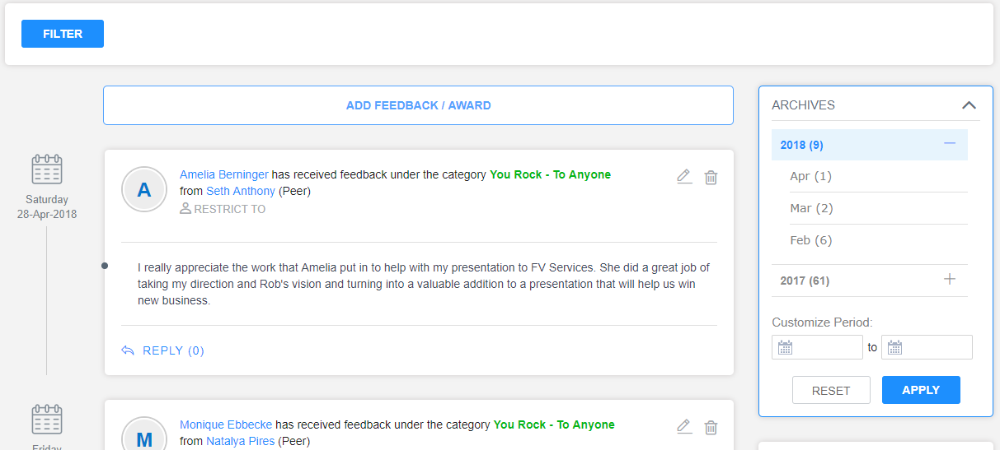 FILTER
ADD FEEDBACK / AWARD
Saturday
28-Apr-2018
A
Amelia Berninger has received feedback under the category You Rock - To Anyone
from Seth Anthony (Peer)
RESTRICT TO
I really appreciate the work that Amelia put in to help with my presentation to FV Services. She did a great job of
taking my direction and Rob's vision and turning into a valuable addition to a presentation that will help us win
new business.
REPLY (0)
Friday
M
Monique Ebbecke has received feedback under the category You Rock - To Anyone
from Natalya Pires (Peer)
ARCHIVES
2018 (9)
Apr (1)
Mar (2)
Feb (6)
2017 (61)
Customize Period:
to
RESET
APPLY